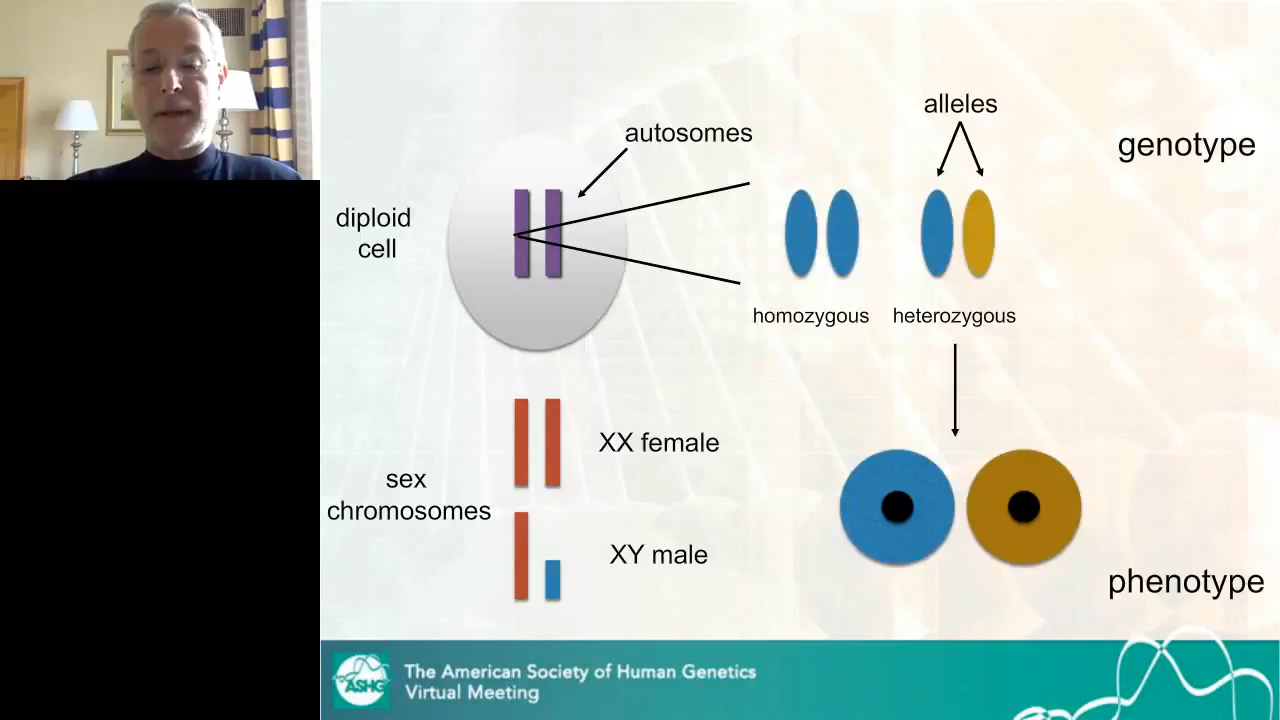 alleles
autosomes
genotype
diploid
cell
homozygous
heterozygous
XX female
sex
chromosomes
XY male
phenotype
ASHG
The American Society of Human Genetics
Virtual Meeting